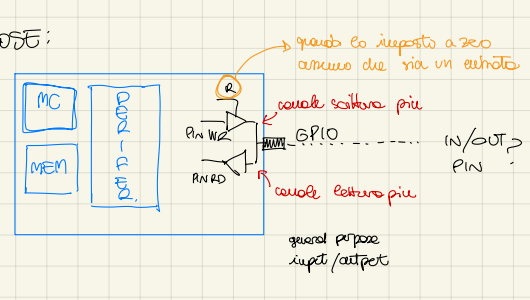 OSE:
quando lo imposto a zero
assumo che sia un entrata
R
MC
PERIFER.
canale scrittura pin
PIN WR
GPIO
IN/OUT?
PIN
MEM
PIN RD
canale lettura pin
general purpose
input/output